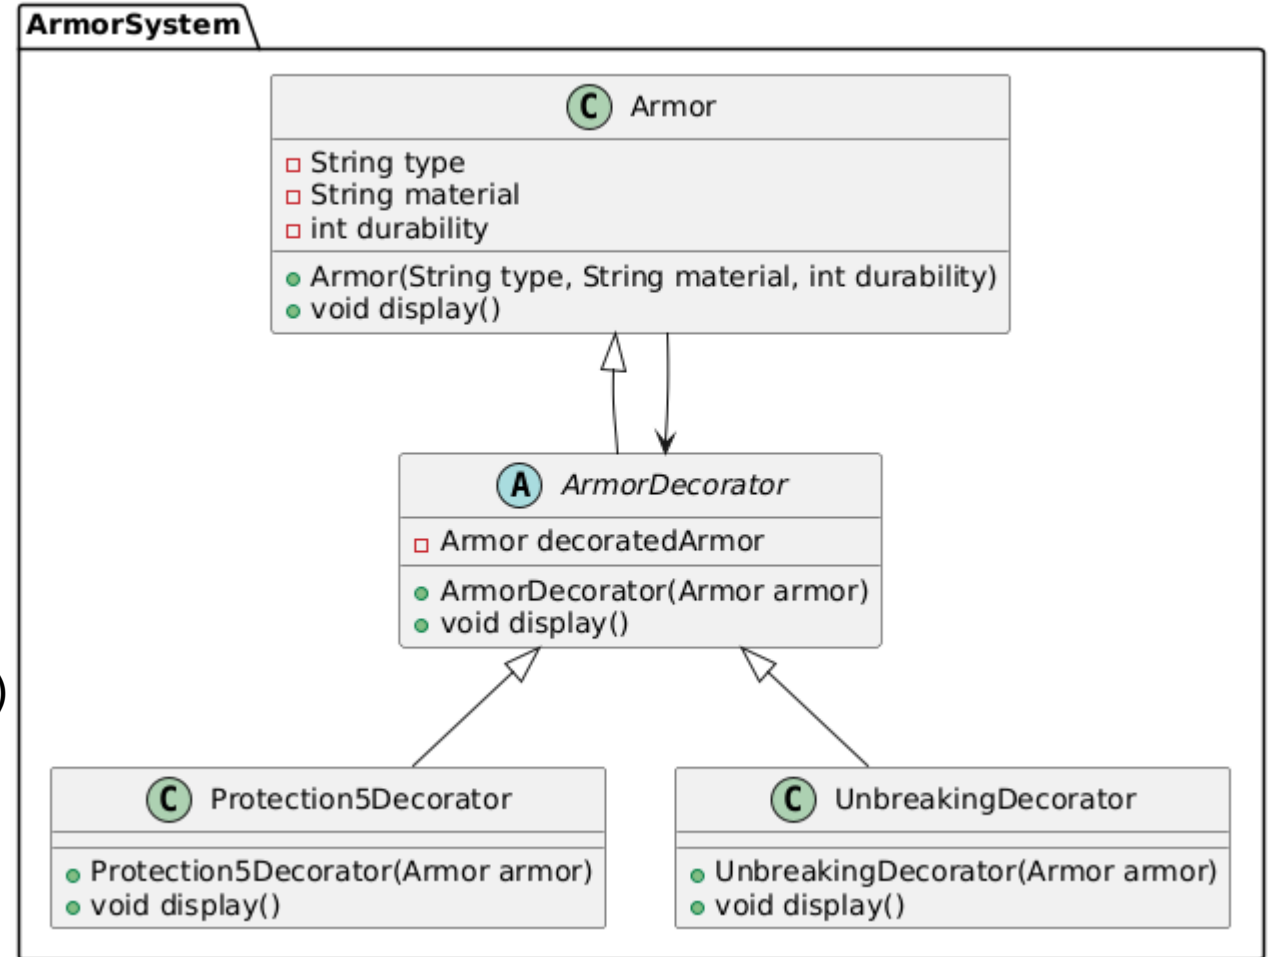 ArmorSystem
C Armor
String type
String material
int durability
Armor(String type, String material, int durability)
void display()
A ArmorDecorator
Armor decoratedArmor
ArmorDecorator(Armor armor)
void display()
)
C Protection5Decorator
Protection5Decorator(Armor armor)
void display()
C UnbreakingDecorator
UnbreakingDecorator(Armor armor)
void display()